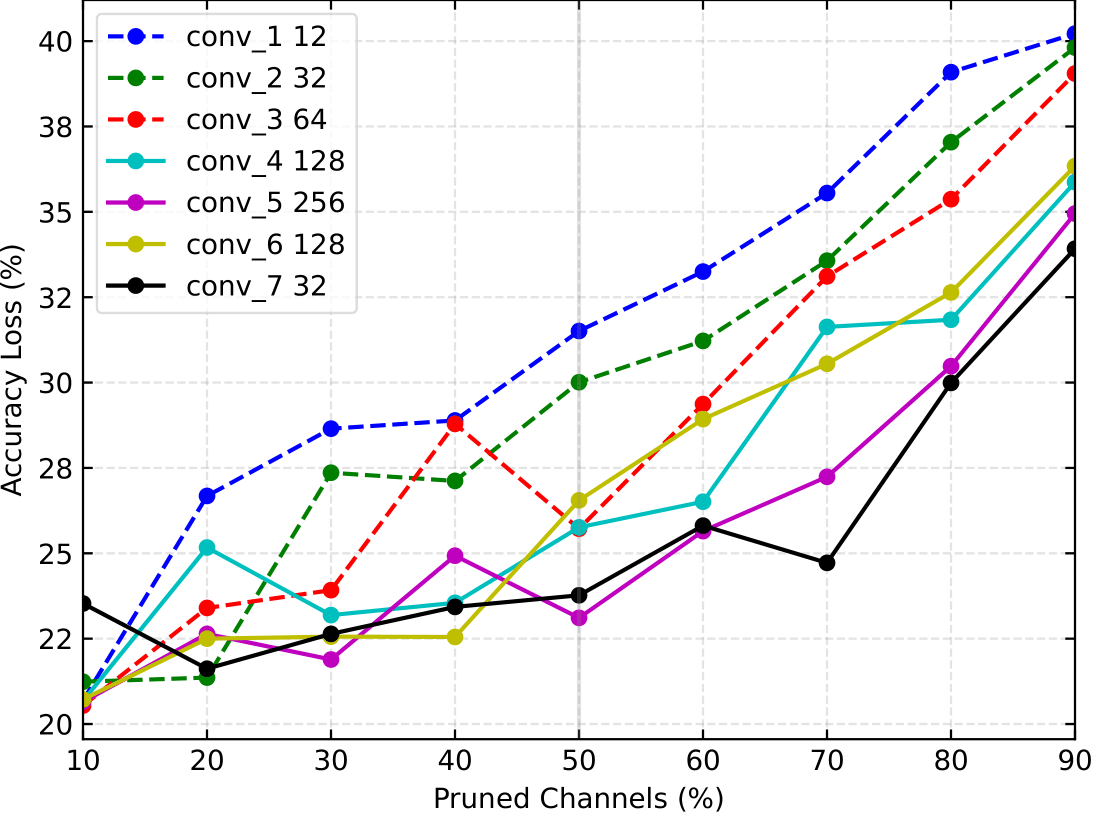 conv_1 12
conv_2 32
conv_3 64
conv_4 128
conv_5 256
conv_6 128
conv_7 32
Accuracy Loss (%)
40
38
35
32
30
28
25
22
20
10 20 30 40 50 60 70 80 90
Pruned Channels (%)